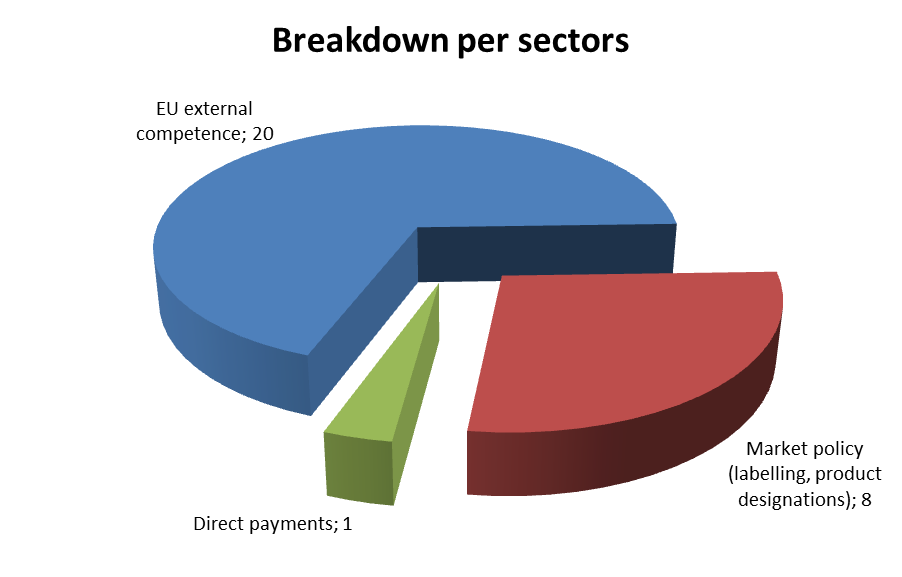 Breakdown per sectors
EU external
competence; 20
Market policy
(labelling, product
designations); 8
Direct payments; 1